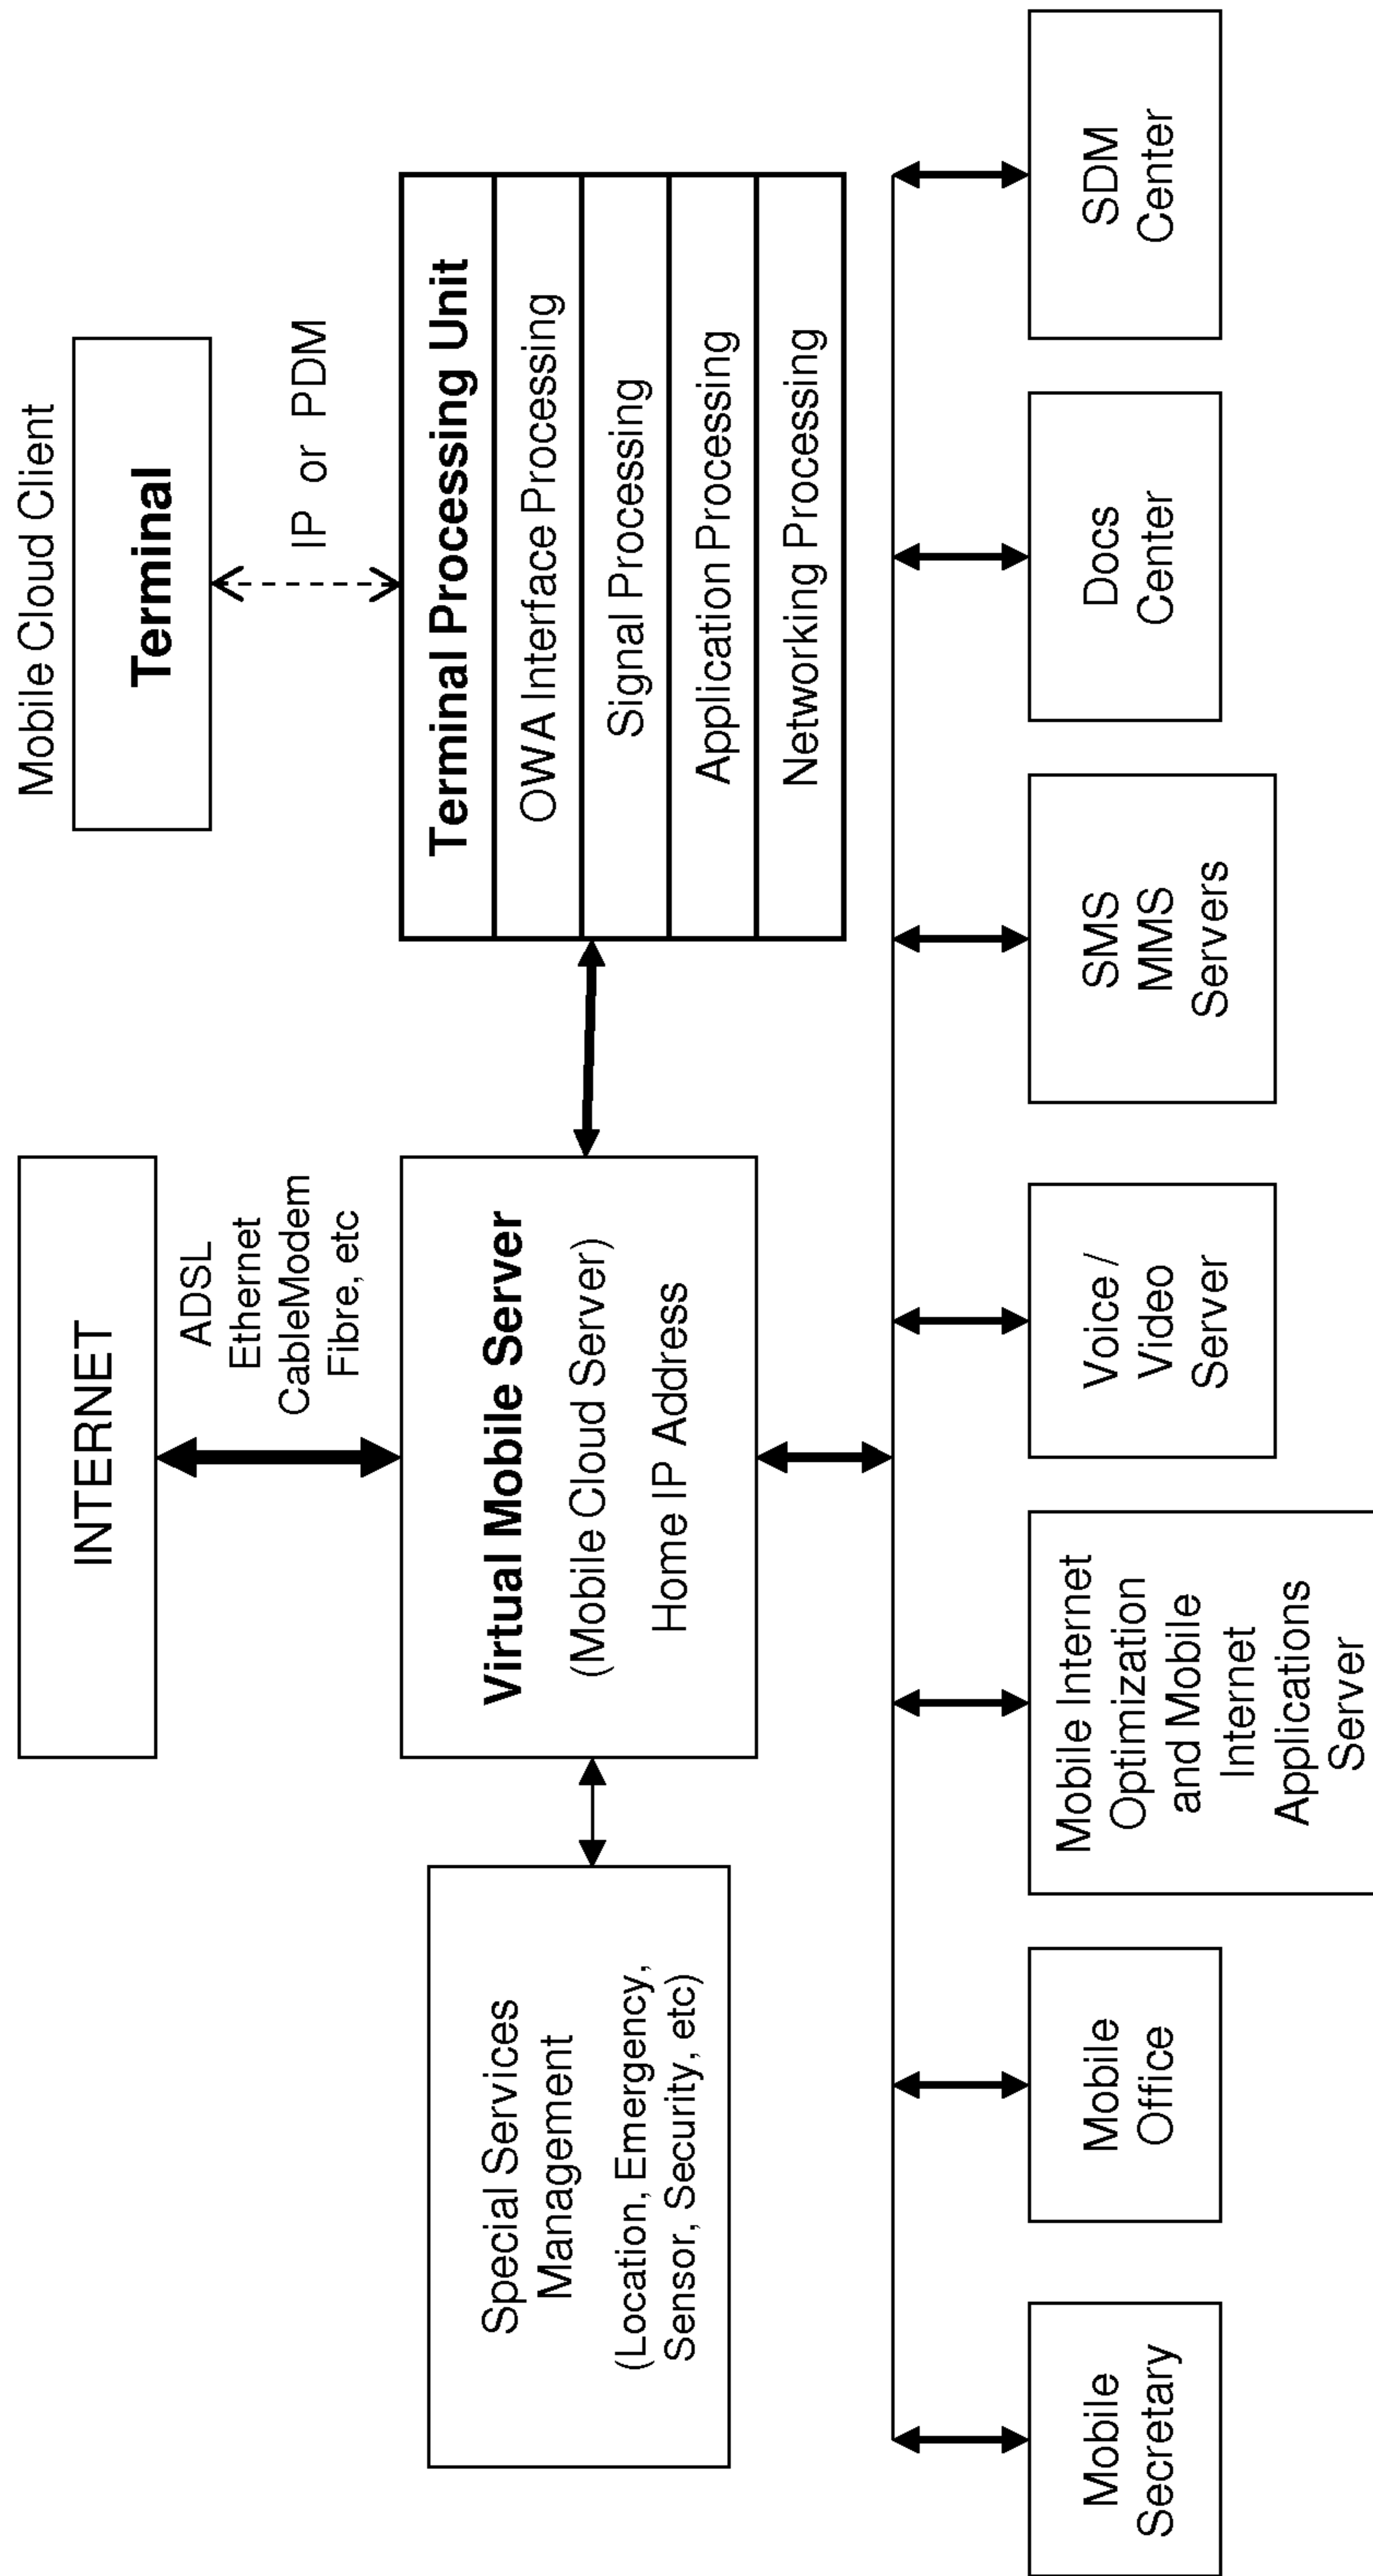 INTERNET
ADSL
Ethernet
CableModem
Fibre, etc
Mobile Cloud Client
Terminal
IP or PDM
Special Services
Management
(Location, Emergency,
Sensor, Security, etc)
Virtual Mobile Server
(Mobile Cloud Server)
Home IP Address
Terminal Processing Unit
OWA Interface Processing
Signal Processing
Application Processing
Networking Processing
Mobile
Secretary
Mobile
Office
Mobile Internet
Optimization
and Mobile
Internet
Applications
Server
Voice /
Video
Server
SMS
MMS
Servers
Docs
Center
SDM
Center